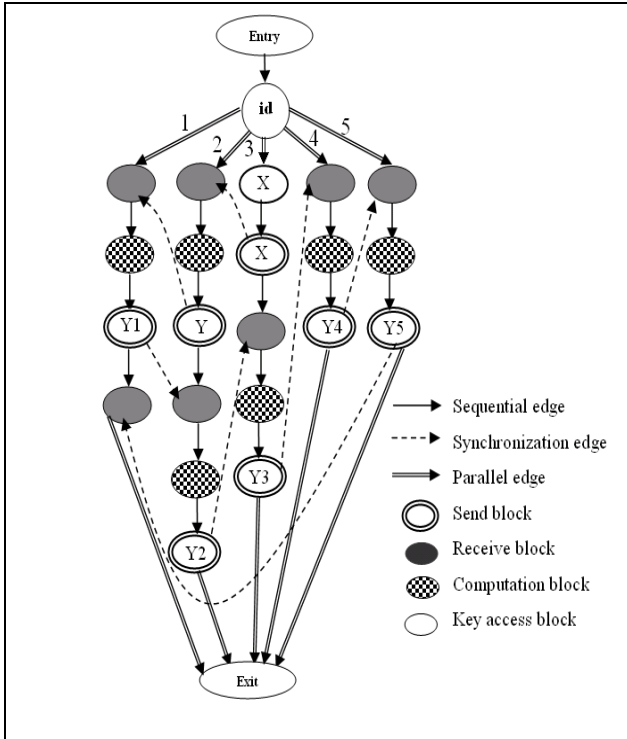 Entry
id
1
2
3
4
5
X
X
Y1
Y
Y4
Y5
Y3
Y2
Exit
Sequential edge
Synchronization edge
Parallel edge
Send block
Receive block
Computation block
Key access block